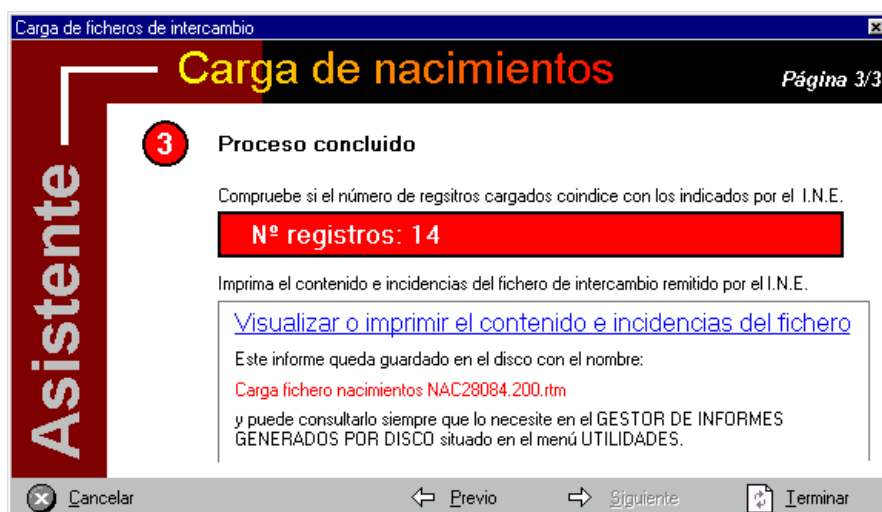 Carga de ficheros de intercambio
Carga de nacimientos
Página 3/3
Asistente
3
Proceso concluido
Compruebe si el número de regsitros cargados coindice con los indicados por el I.N.E.
Nº registros: 14
Imprima el contenido e incidencias del fichero de intercambio remitido por el I.N.E.
Visualizar o imprimir el contenido e incidencias del fichero
Este informe queda guardado en el disco con el nombre:
Carga fichero nacimientos NAC28084.200.rtm
y puede consultarlo siempre que lo necesite en el GESTOR DE INFORMES
GENERADOS POR DISCO situado en el menú UTILIDADES.
Cancelar
Previo
Siguiente
Terminar